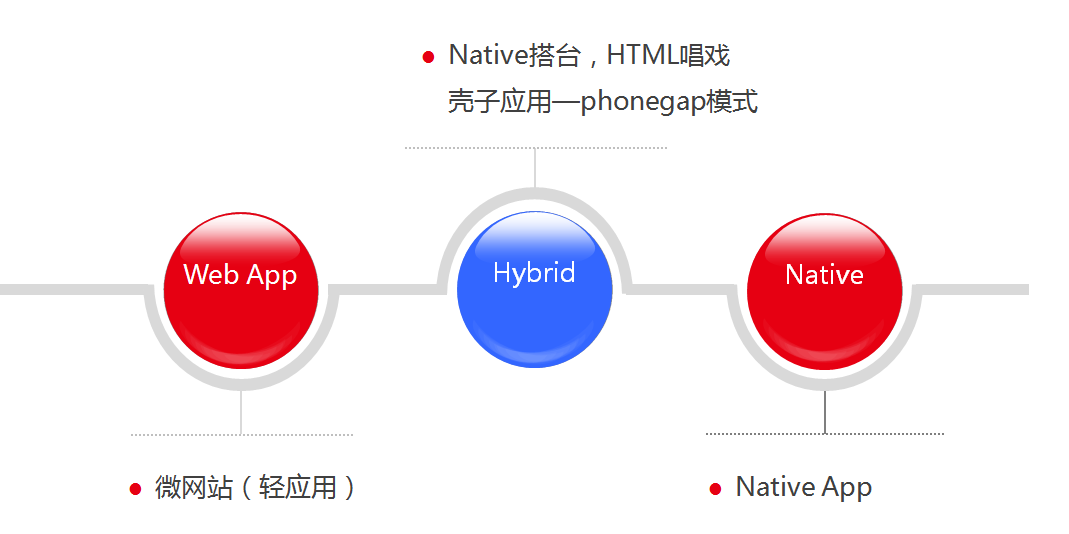 Native搭台，HTML唱戏
壳子应用—phonegap模式
Web App
Hybrid
Native
微网站（轻应用）
Native App